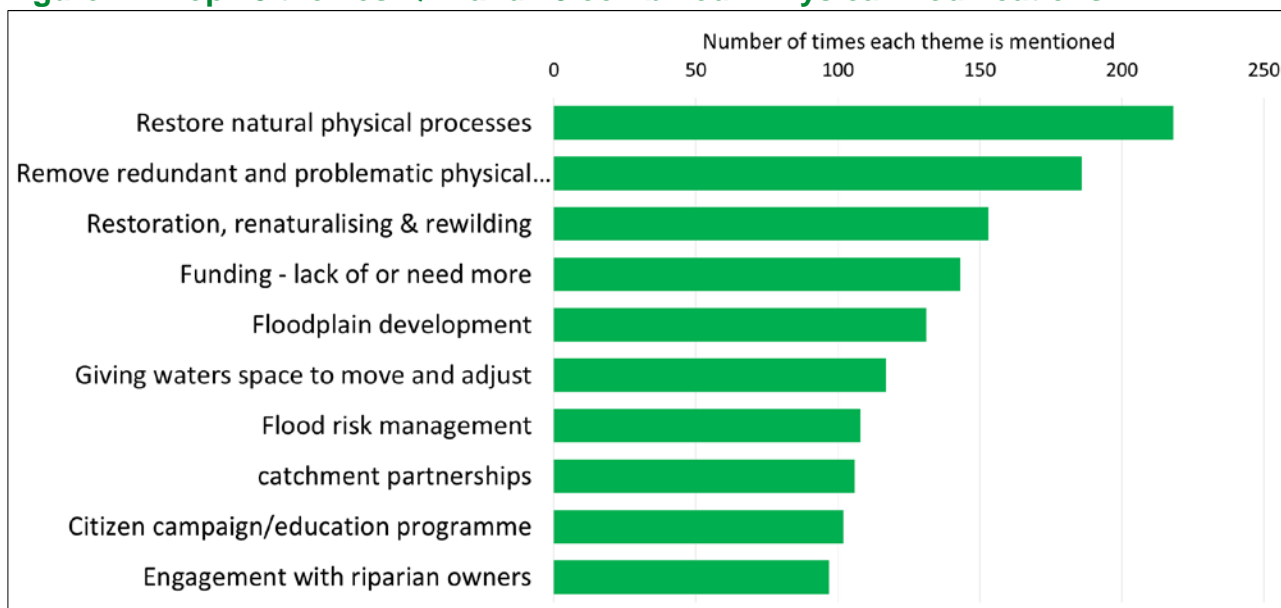 Number of times each theme is mentioned
0 50 100 150 200 250
Restore natural physical processes
Remove redundant and problematic physical...
Restoration, renaturalising & rewilding
Funding - lack of or need more
Floodplain development
Giving waters space to move and adjust
Flood risk management
catchment partnerships
Citizen campaign/education programme
Engagement with riparian owners